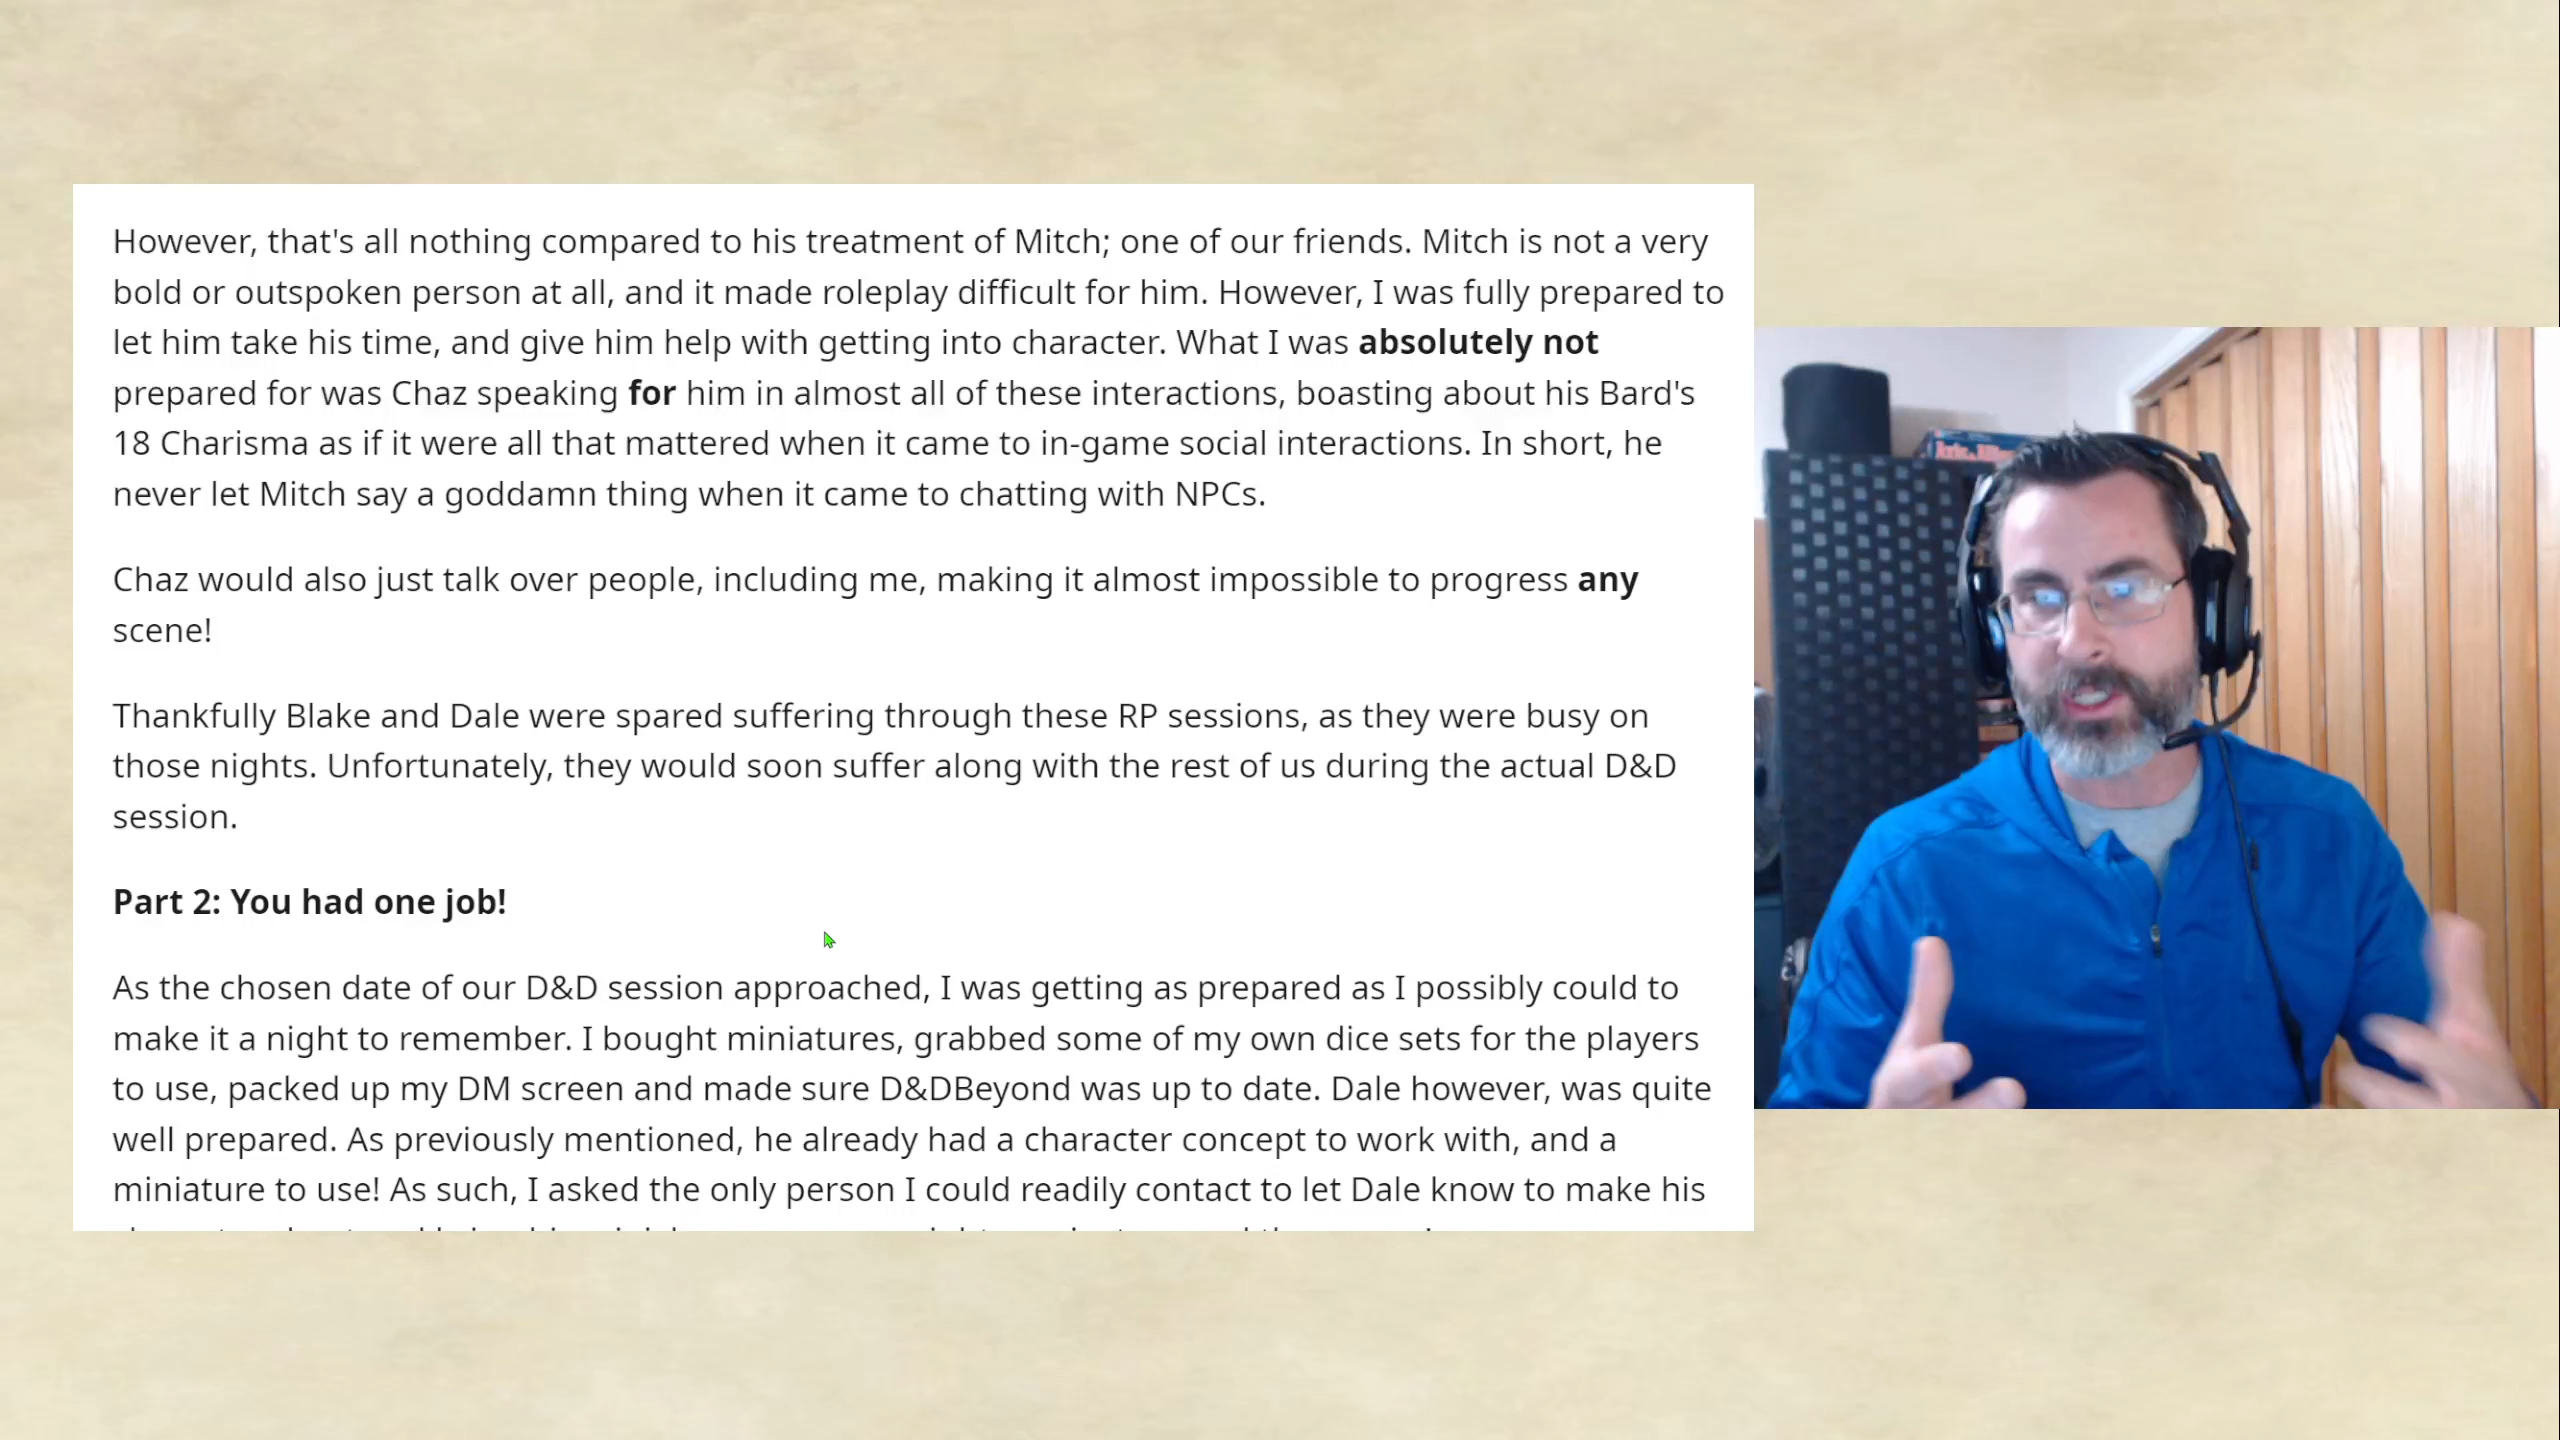 However, that's all nothing compared to his treatment of Mitch; one of our friends. Mitch is not a very
bold or outspoken person at all, and it made roleplay difficult for him. However, I was fully prepared to
let him take his time, and give him help with getting into character. What I was absolutely not
prepared for was Chaz speaking for him in almost all of these interactions, boasting about his Bard's
18 Charisma as if it were all that mattered when it came to in-game social interactions. In short, he
never let Mitch say a goddamn thing when it came to chatting with NPCs.
Chaz would also just talk over people, including me, making it almost impossible to progress any
scene!
Thankfully Blake and Dale were spared suffering through these RP sessions, as they were busy on
those nights. Unfortunately, they would soon suffer along with the rest of us during the actual D&D
session.
Part 2: You had one job!
As the chosen date of our D&D session approached, I was getting as prepared as I possibly could to
make it a night to remember. I bought miniatures, grabbed some of my own dice sets for the players
to use, packed up my DM screen and made sure D&DBeyond was up to date. Dale however, was quite
well prepared. As previously mentioned, he already had a character concept to work with, and a
miniature to use! As such, I asked the only person I could readily contact to let Dale know to make his